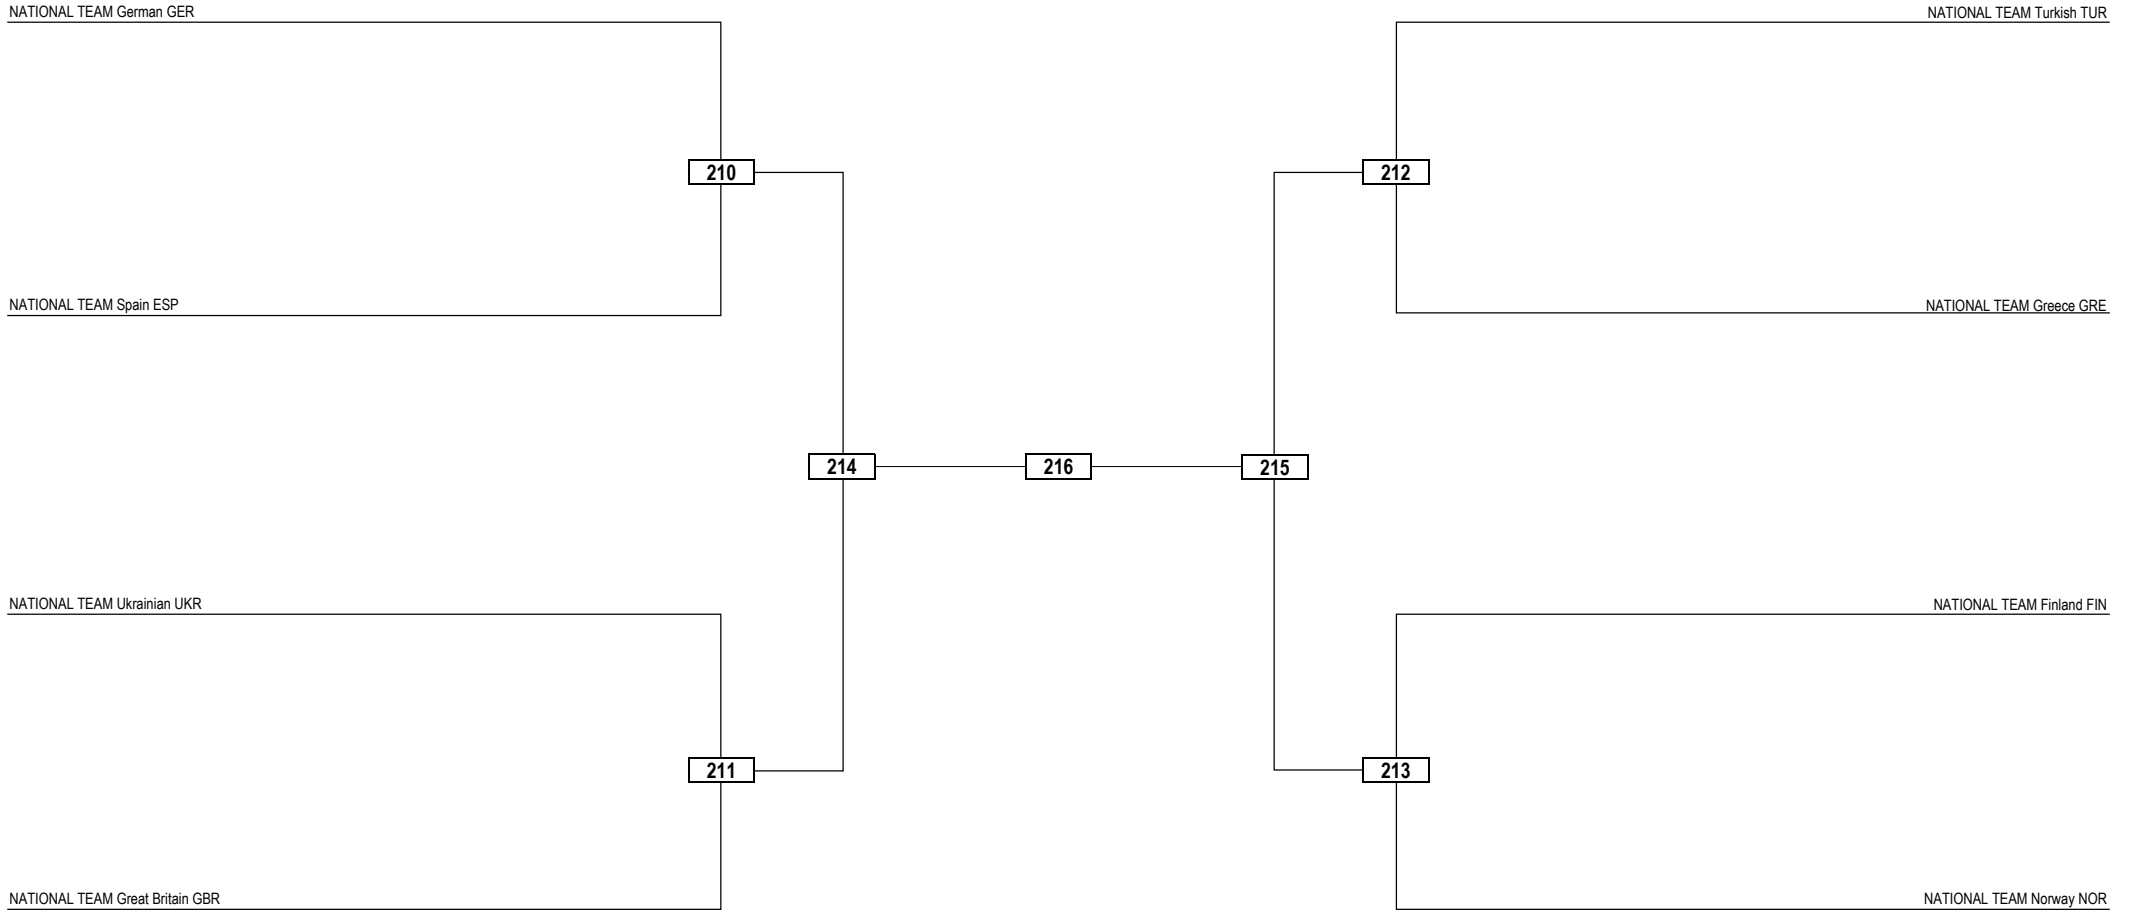 NATIONAL TEAM German GER
NATIONAL TEAM Turkish TUR
210
212
NATIONAL TEAM Spain ESP
NATIONAL TEAM Greece GRE
214
216
215
NATIONAL TEAM Ukrainian UKR
NATIONAL TEAM Finland FIN
211
213
NATIONAL TEAM Great Britain GBR
NATIONAL TEAM Norway NOR